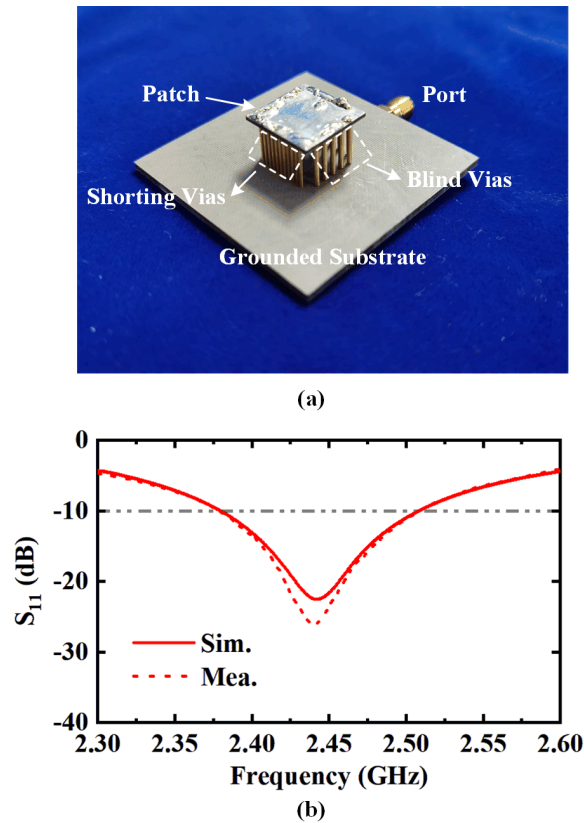 Patch
Port
Shorting Vias
Blind Vias
Grounded Substrate
(a)
0
-10
-20
-30
-40
S11 (dB)
Sim.
Mea.
2.30 2.35 2.40 2.45 2.50 2.55 2.60
Frequency (GHz)
(b)